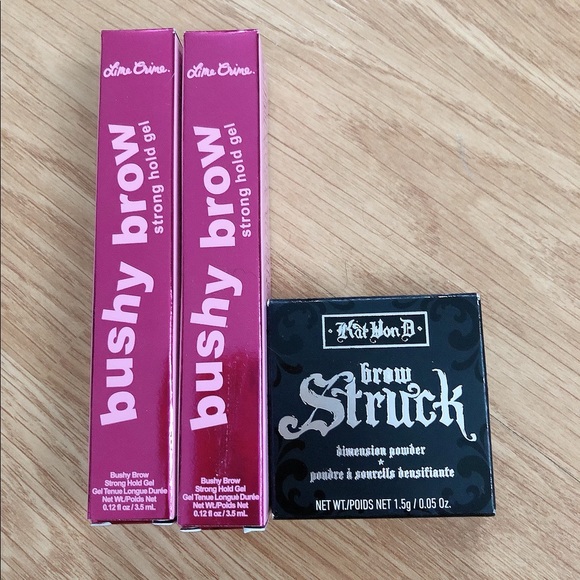 Lime Crime.
bushy brow
strong hold gel
Bushy Brow
Strong Hold Gel
Gel Tenue Longue Durée
Net Wt./Poids Net
0.12 fl oz / 3.5 mL
Lime Crime.
bushy brow
strong hold gel
Bushy Brow
Strong Hold Gel
Gel Tenue Longue Durée
Net Wt./Poids Net
0.12 fl oz / 3.5 mL
· Kat Von D ·
brow
Struck
dimension powder
*
poudre à sourcils densifiante
NET WT./POIDS NET 1.5g / 0.05 Oz.